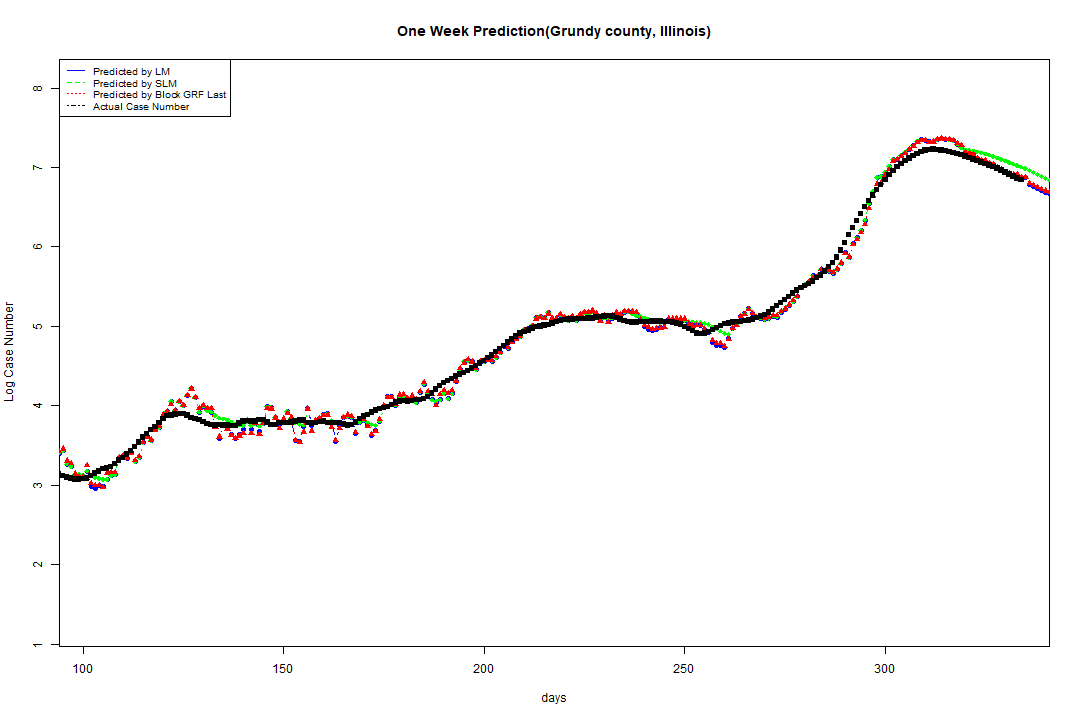 One Week Prediction(Grundy county, Illinois)
Predicted by LM
Predicted by SLM
Predicted by Block GRF Last
Actual Case Number
8
7
6
5
4
3
2
1
Log Case Number
100 150 200 250 300
days